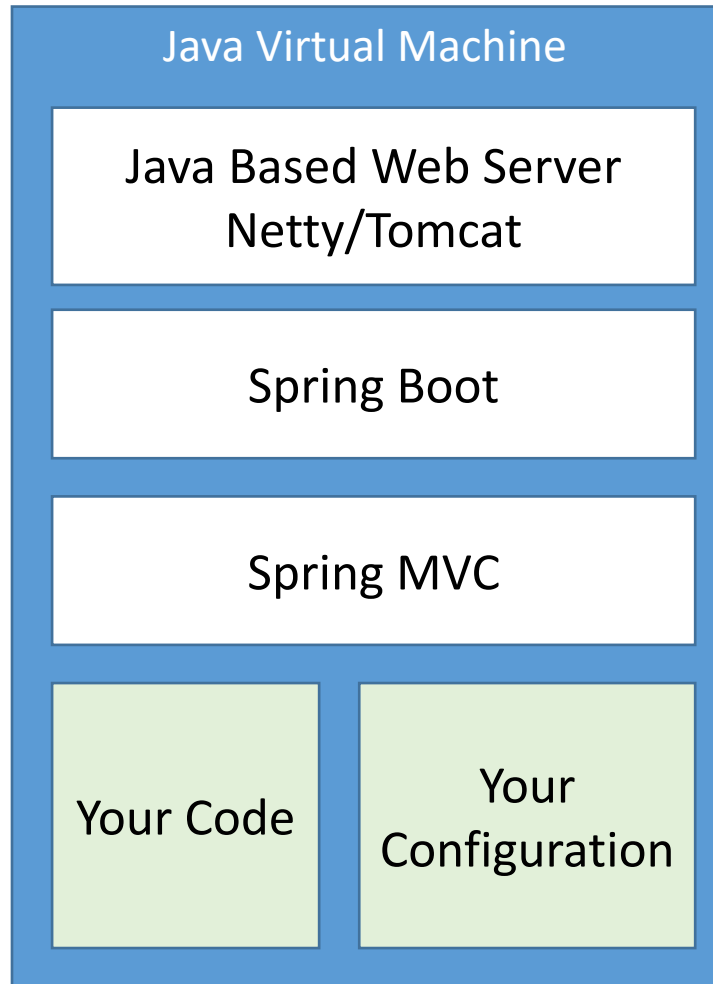 Java Virtual Machine
Java Based Web Server
Netty/Tomcat
Spring Boot
Spring MVC
Your Code
Your
Configuration